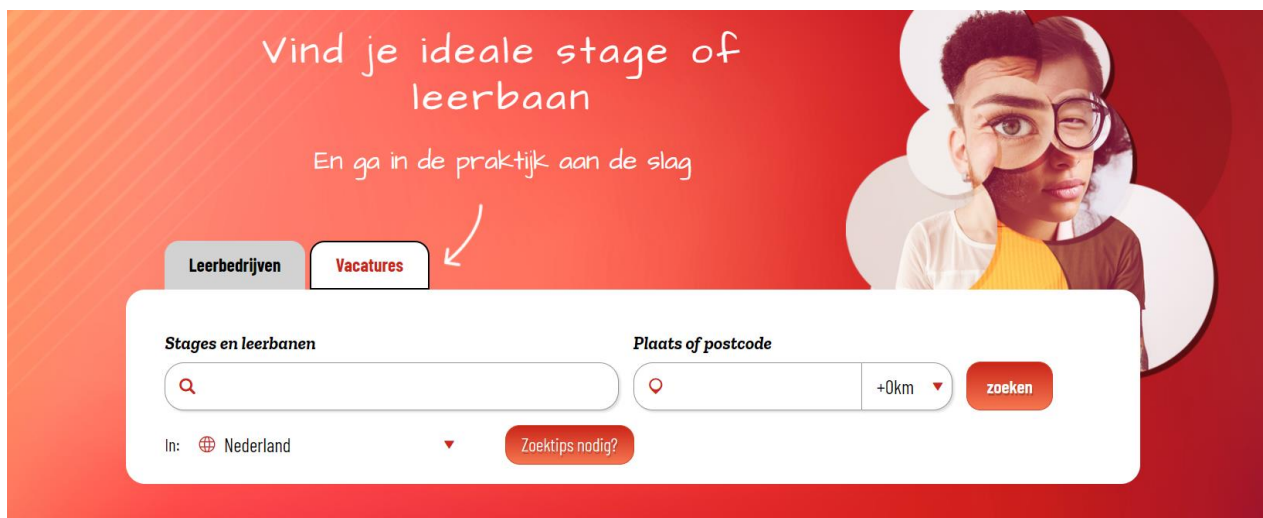 Vind je ideale stage of
leerbaan
En ga in de praktijk aan de slag
Leerbedrijven
Vacatures
Stages en leerbanen
Plaats of postcode
+0km
zoeken
In: Nederland
Zoektips nodig?